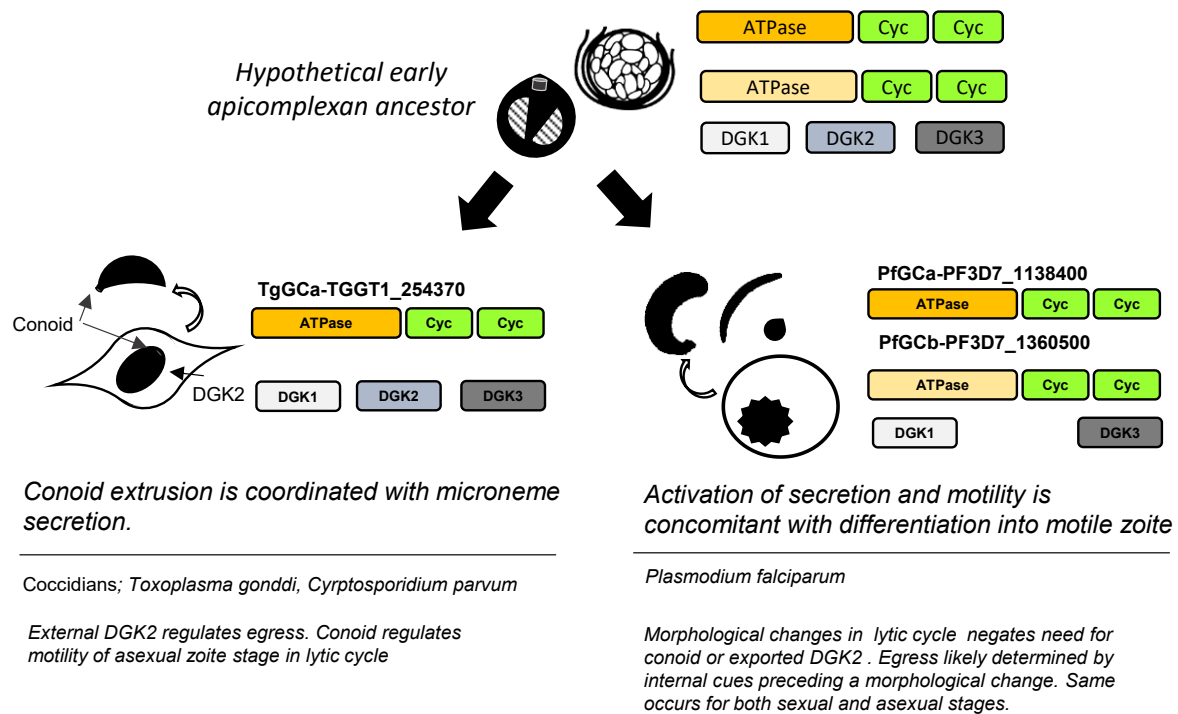 Hypothetical early
apicomplexan ancestor
ATPase Cyc Cyc
ATPase Cyc Cyc
DGK1 DGK2 DGK3
Conoid
DGK2
TgGCa-TGGT1_254370
ATPase Cyc Cyc
DGK1 DGK2 DGK3
Conoid extrusion is coordinated with microneme
secretion.
Coccidians; Toxoplasma gonddi, Cyrptosporidium parvum
External DGK2 regulates egress. Conoid regulates
motility of asexual zoite stage in lytic cycle
PfGCa-PF3D7_1138400
ATPase Cyc Cyc
PfGCb-PF3D7_1360500
ATPase Cyc Cyc
DGK1 DGK3
Activation of secretion and motility is
concomitant with differentiation into motile zoite
Plasmodium falciparum
Morphological changes in lytic cycle negates need for
conoid or exported DGK2 . Egress likely determined by
internal cues preceding a morphological change. Same
occurs for both sexual and asexual stages.